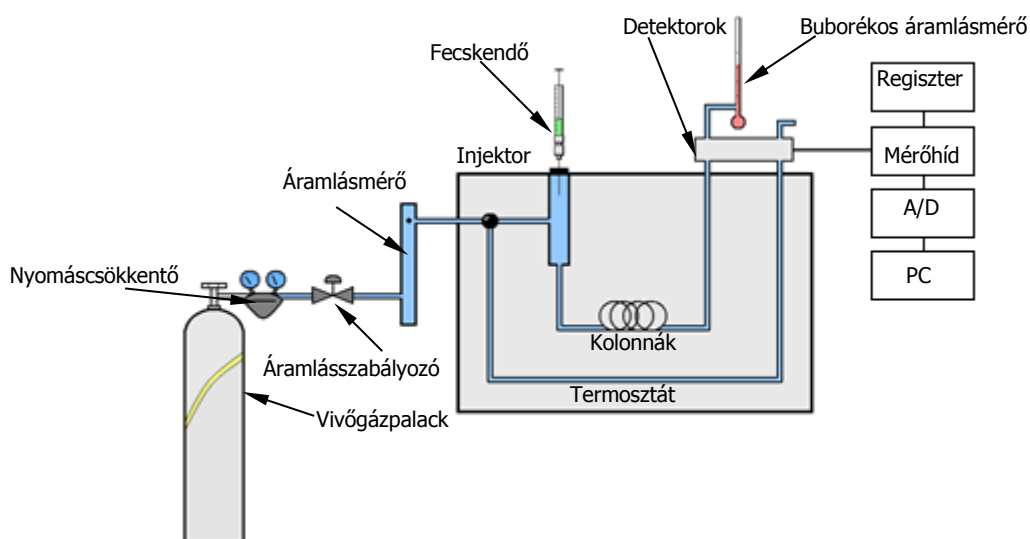 Detektorok
Buborékos áramlásmérő
Fecskendő
Regiszter
Injektor
Mérőhíd
Áramlásmérő
A/D
Nyomáscsökkentő
PC
Kolonnák
Áramlásszabályozó
Termosztát
Vivőgázpalack